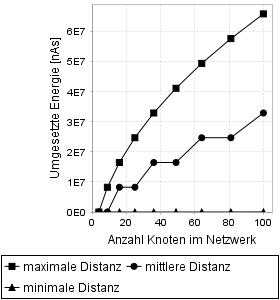 Umgesetzte Energie [nAs]
6E7
5E7
4E7
3E7
2E7
1E7
0E0
0 20 40 60 80 100
Anzahl Knoten im Netzwerk
maximale Distanz mittlere Distanz
minimale Distanz